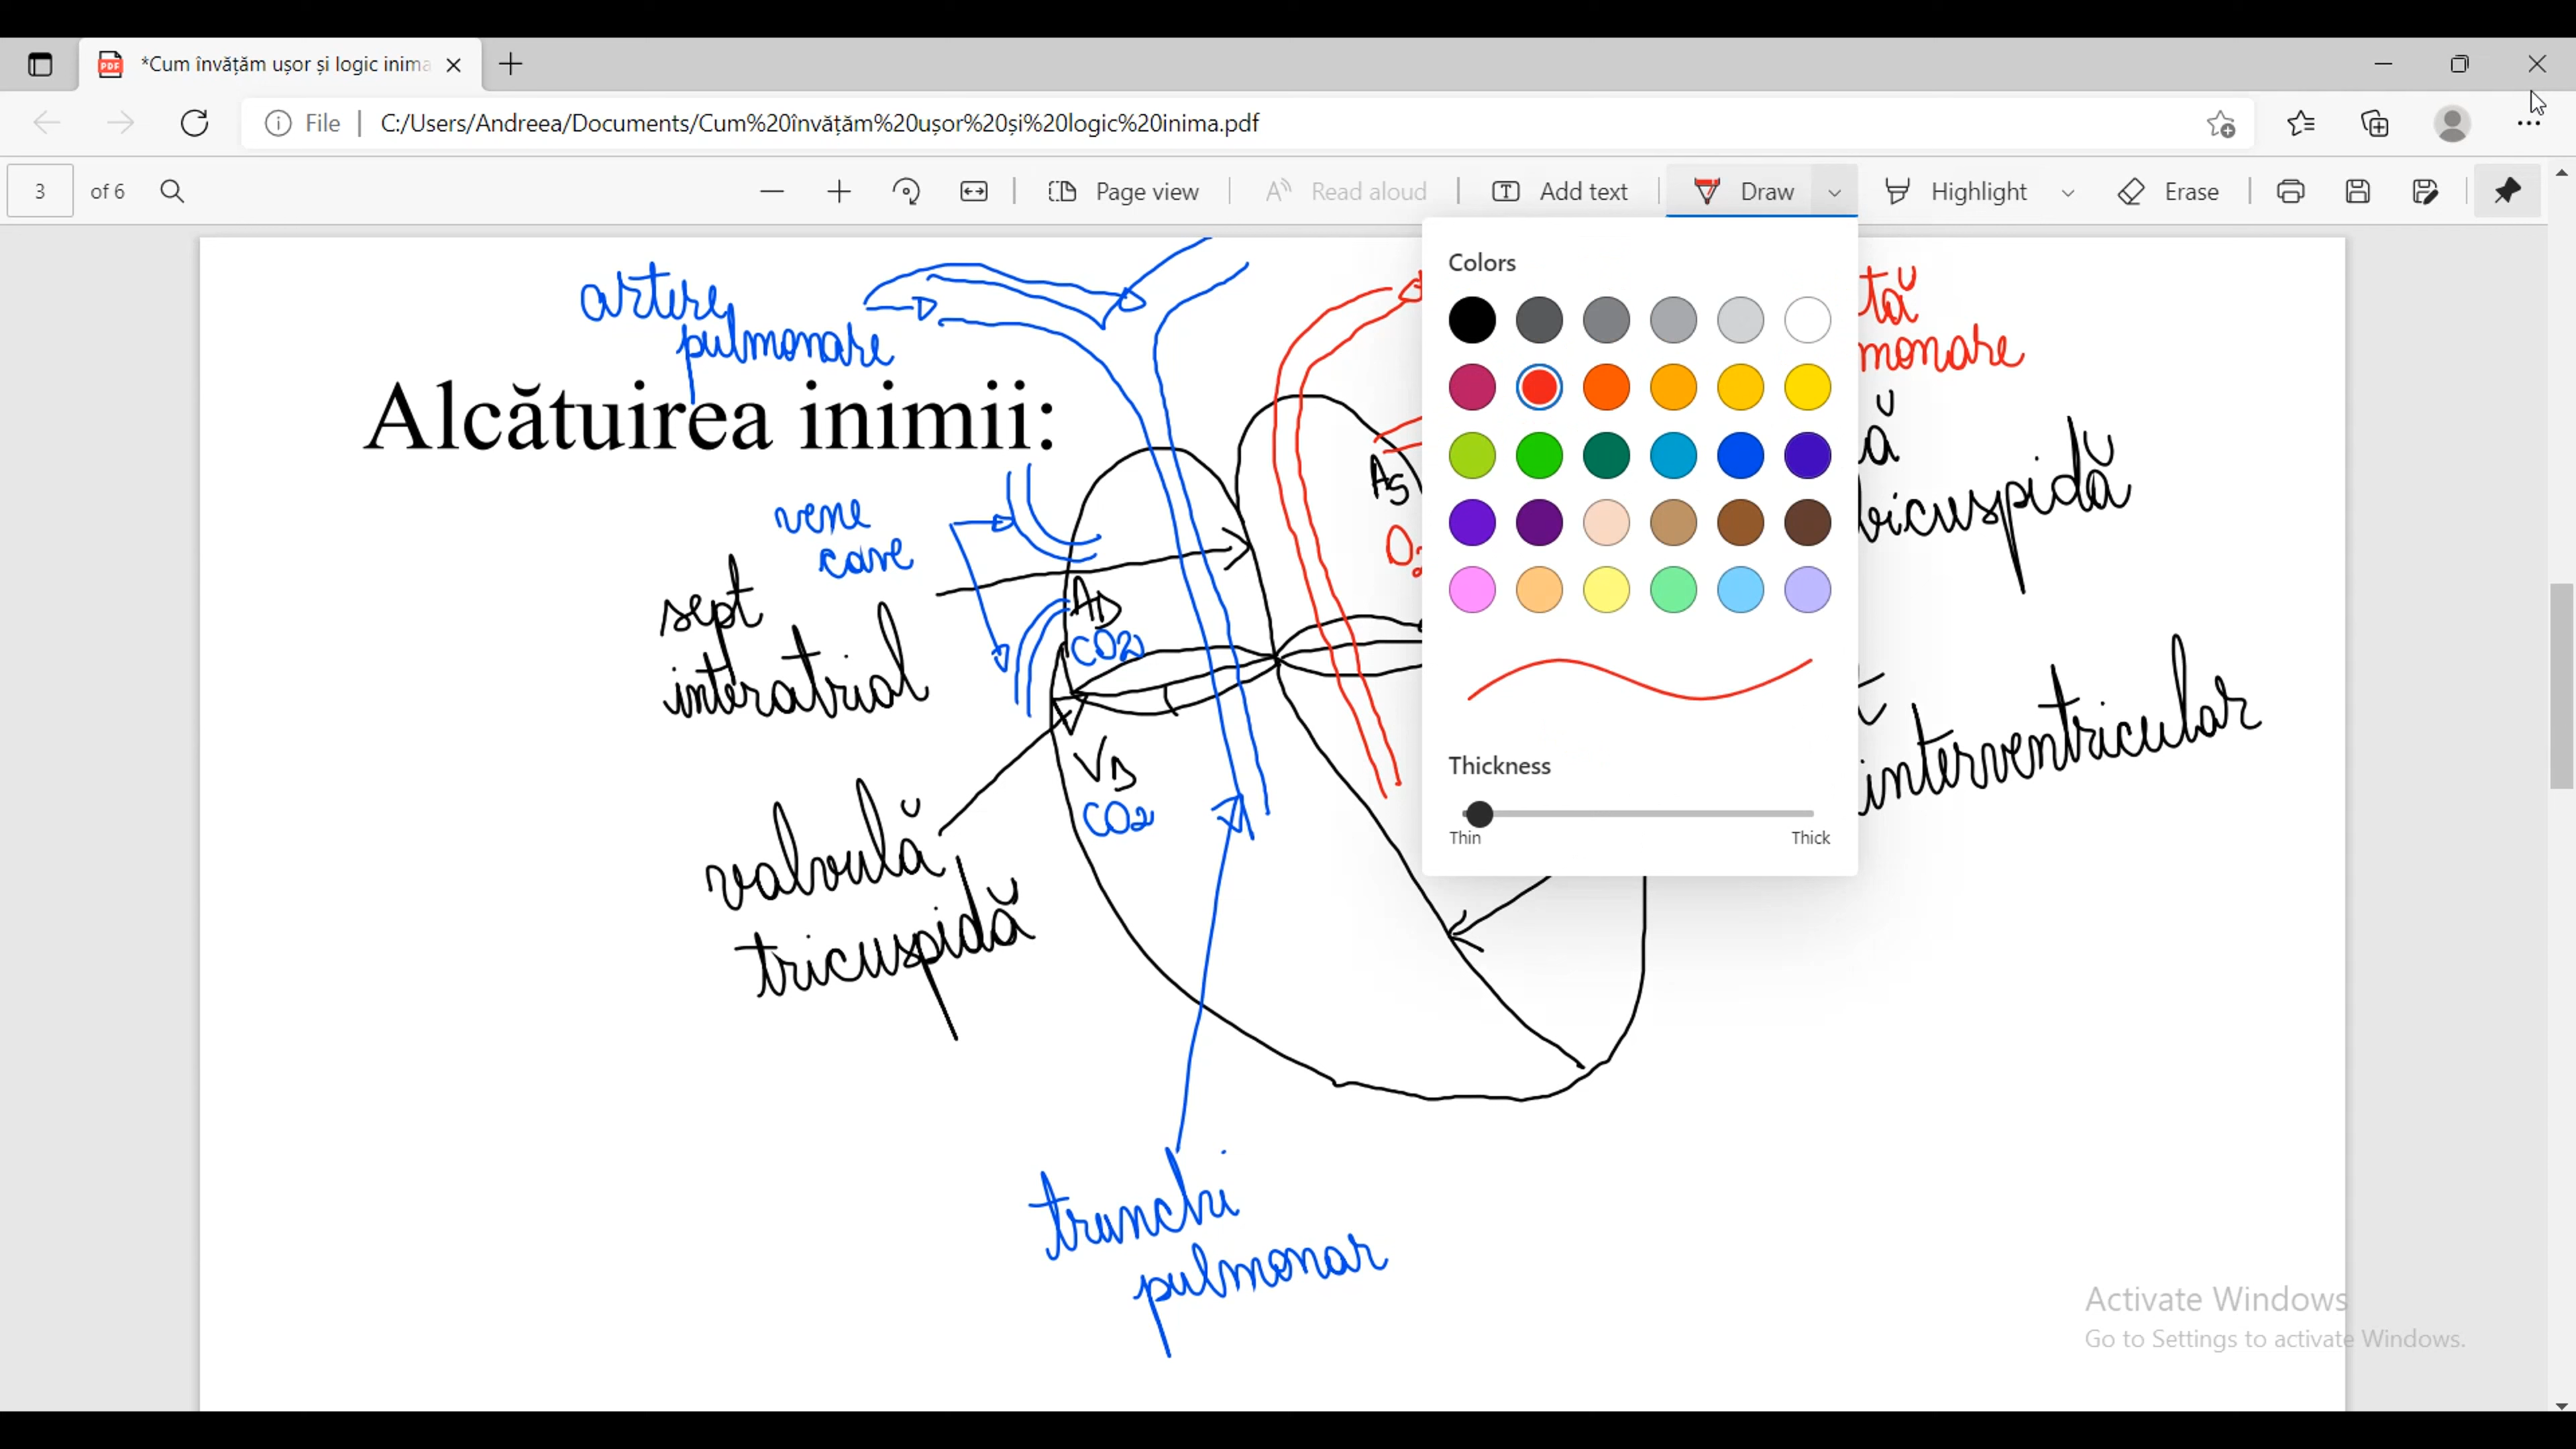 *Cum învățăm ușor și logic inima
File
C:/Users/Andreea/Documents/Cum%20învățăm%20ușor%20și%20logic%20inima.pdf
3 of 6
Page view
Read aloud
Add text
Draw
Highlight
Erase
Colors
Thickness
Thin
Thick
artere
pulmonare
Alcătuirea inimii:
vene
cave
sept
interatrial
AD
CO2
VD
CO2
AS
O2
valvulă
tricuspidă
trunchi
pulmonar
tă
monare
ă
bicuspidă
t
interventricular
Activate Windows
Go to Settings to activate Windows.